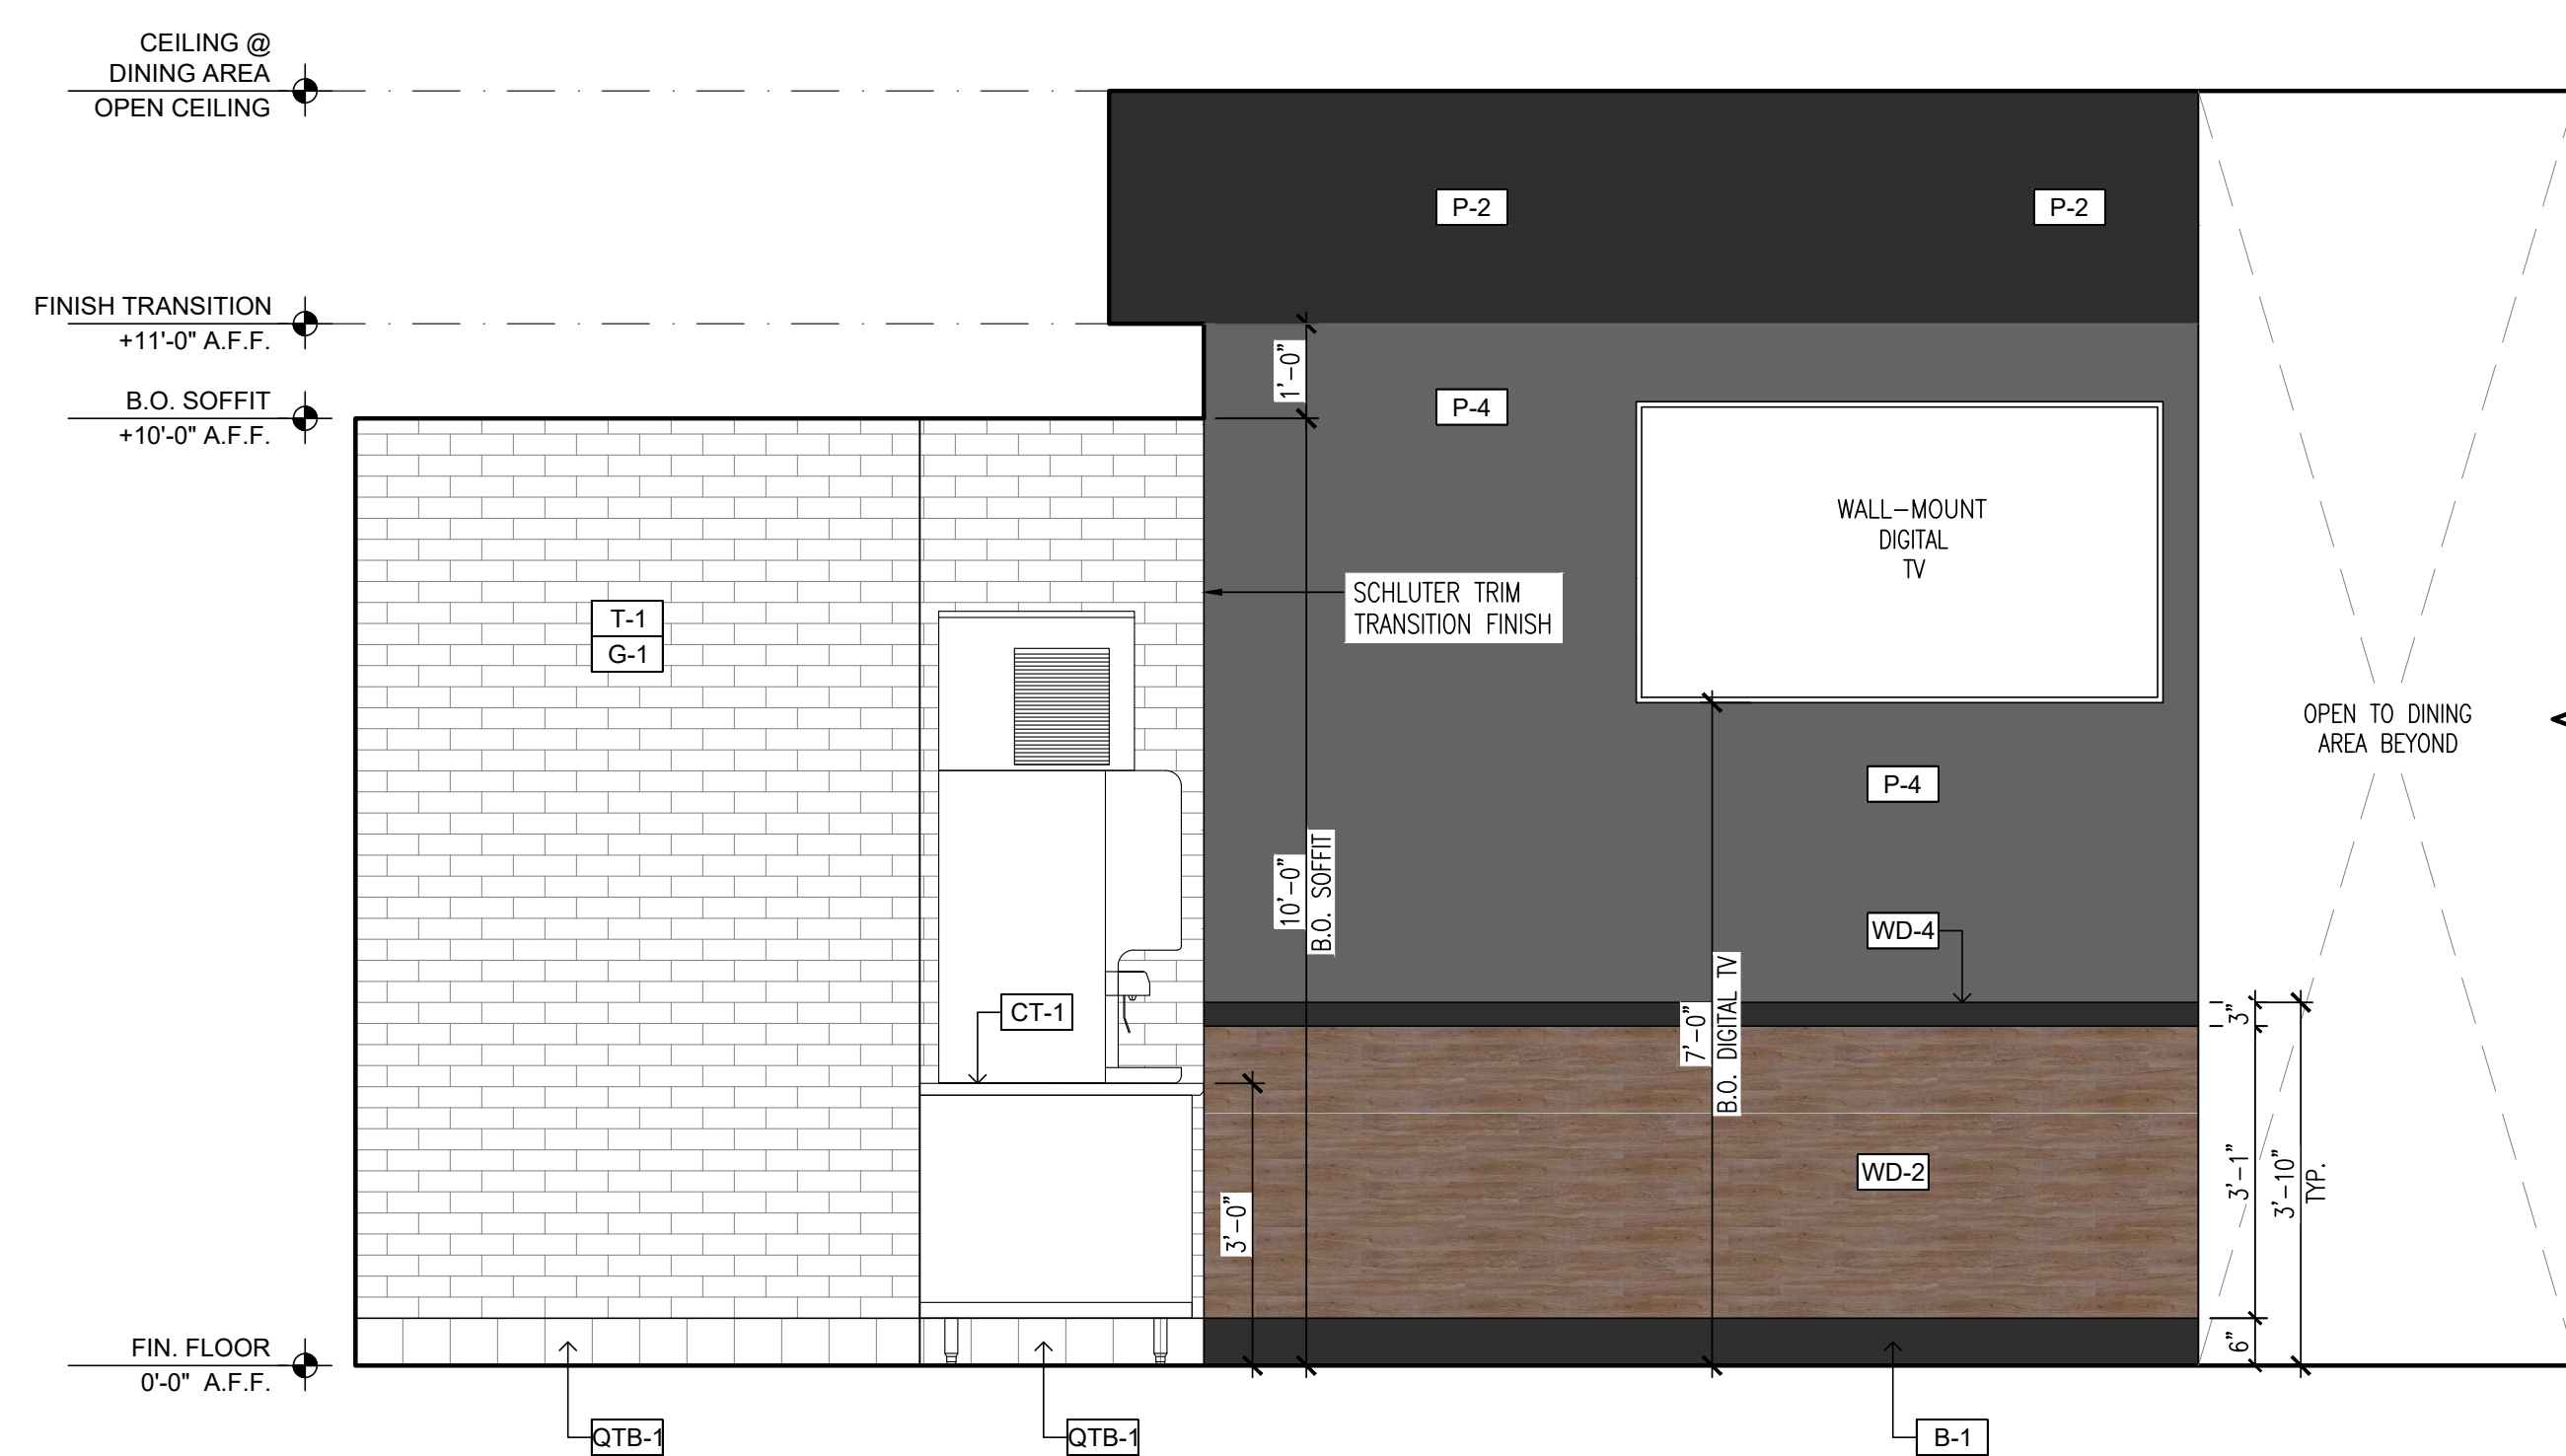 CEILING @
DINING AREA
OPEN CEILING
P-2
P-2
FINISH TRANSITION
+11'-0" A.F.F.
1'-0"
B.O. SOFFIT
+10'-0" A.F.F.
P-4
WALL-MOUNT
DIGITAL
TV
SCHLUTER TRIM
TRANSITION FINISH
T-1
G-1
OPEN TO DINING
AREA BEYOND
P-4
10'-0"
B.O. SOFFIT
WD-4
CT-1
7'-0"
B.O. DIGITAL TV
3"
3'-1"
3'-10"
TYP.
WD-2
3'-0"
6"
FIN. FLOOR
0'-0" A.F.F.
QTB-1
QTB-1
B-1